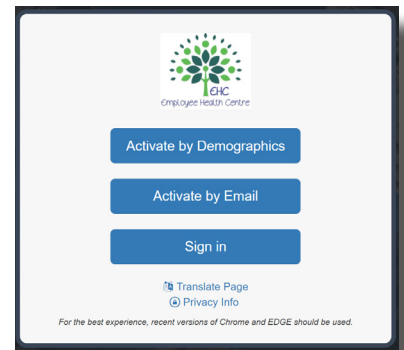 EHC
Employee Health Centre
Activate by Demographics
Activate by Email
Sign in
Translate Page
Privacy Info
For the best experience, recent versions of Chrome and EDGE should be used.